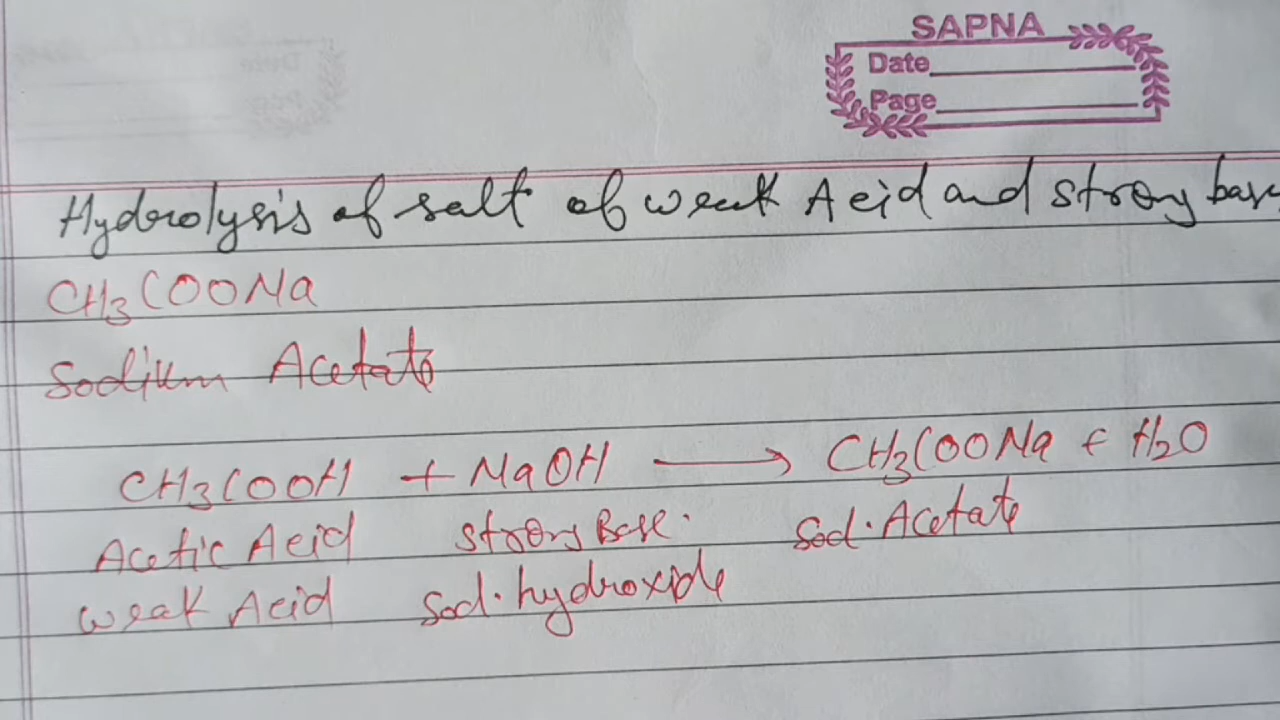 SAPNA
Date
Page
Hydrolysis of salt of weak Acid and strong base
CH3COONa
Sodium Acetate
CH3COOH + NaOH → CH3COONa + H2O
Acetic Acid strong Base. Sod. Acetate
weak Acid Sod. hydroxide